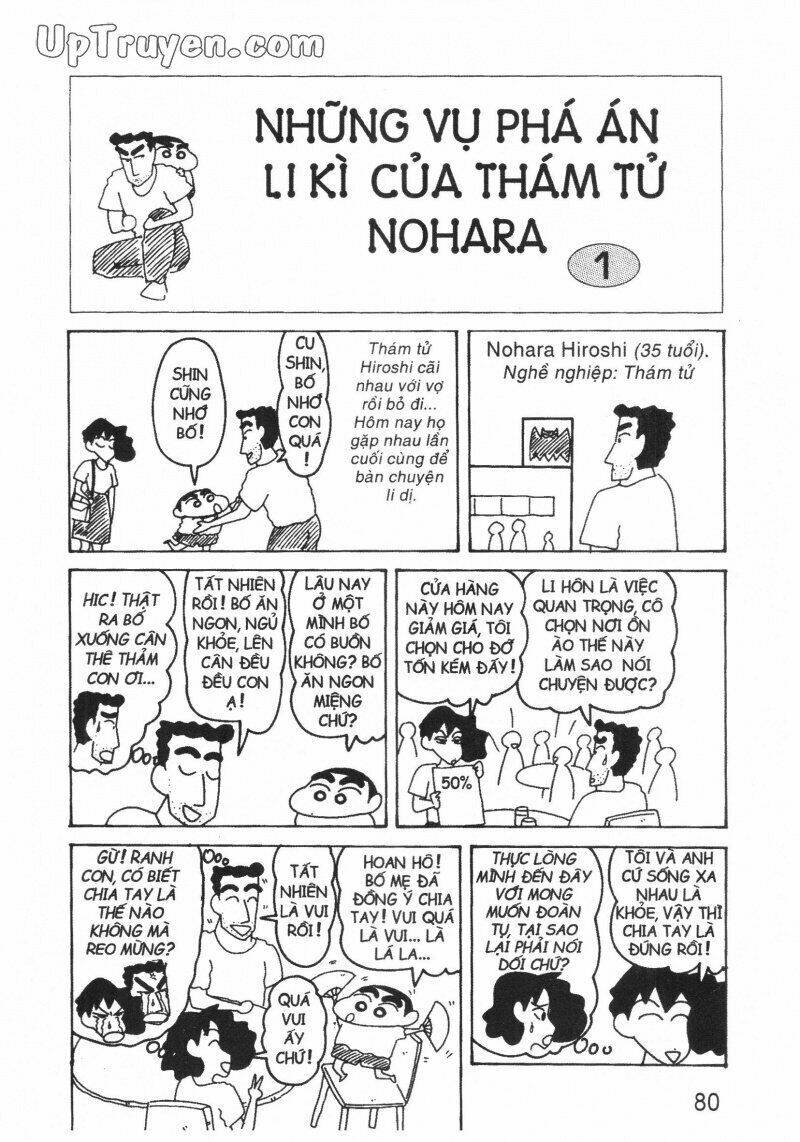 UpTruyen.com
NHỮNG VỤ PHÁ ÁN
LI KÌ CỦA THÁM TỬ
NOHARA
1
Nohara Hiroshi (35 tuổi).
Nghề nghiệp: Thám tử
Thám tử
Hiroshi cãi
nhau với vợ
rồi bỏ đi...
Hôm nay họ
gặp nhau lần
cuối cùng để
bàn chuyện
li dị.
CU
SHIN,
BỐ
NHỚ
CON
QUÁ
!
SHIN
CŨNG
NHỚ
BỐ!
LI HÔN LÀ VIỆC
QUAN TRỌNG, CÔ
CHỌN NƠI ỒN
ÀO THẾ NÀY
LÀM SAO NÓI
CHUYỆN ĐƯỢC?
CỬA HÀNG
NÀY HÔM NAY
GIẢM GIÁ, TÔI
CHỌN CHO ĐỠ
TỐN KÉM ĐẤY!
50%
LÂU NAY
Ở MỘT
MÌNH BỐ
CÓ BUỒN
KHÔNG? BỐ
ĂN NGON
MIỆNG
CHỨ?
TẤT NHIÊN
RỒI! BỐ ĂN
NGON, NGỦ
KHỎE, LÊN
CÂN ĐỀU
ĐỀU CON
Ạ!
HIC! THẬT
RA BỐ
XUỐNG CÂN
THÊ THẢM
CON ƠI...
TÔI VÀ ANH
CỨ SỐNG XA
NHAU LÀ
KHỎE, VẬY THÌ
CHIA TAY LÀ
ĐÚNG RỒI!
THỰC LÒNG
MÌNH ĐẾN ĐÂY
VỚI MONG
MUỐN ĐOÀN
TỤ, TẠI SAO
LẠI PHẢI NÓI
DỐI CHỨ?
HOAN HÔ!
BỐ MẸ ĐÃ
ĐỒNG Ý CHIA
TAY! VUI QUÁ
LÀ VUI... LÀ
LÁ LA...
TẤT
NHIÊN
LÀ VUI
RỒI!
QUÁ
VUI
ẤY
CHỨ!
GỪ! RANH
CON, CÓ BIẾT
CHIA TAY LÀ
THẾ NÀO
KHÔNG MÀ
REO MỪNG?
80